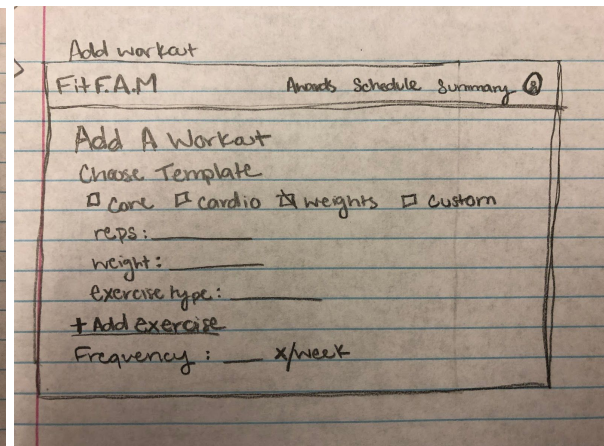 Add workout
FitF.A.M Awards Schedule Summary
Add A Workout
Choose Template
core cardio weights custom
reps:
weight:
exercise type:
+ Add exercise
Frequency: x/week